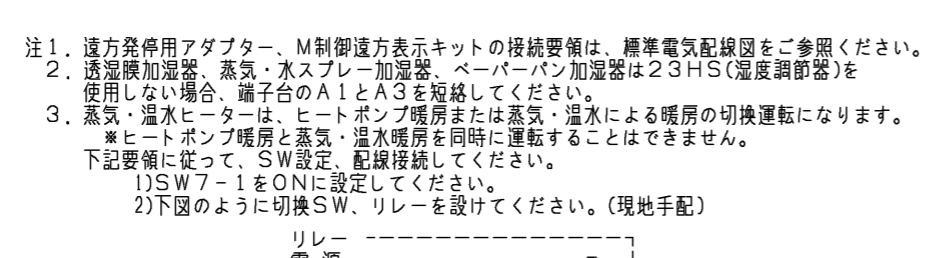 注1. 遠方発停用アダプター、M制御遠方表示キットの接続要領は、標準電気配線図をご参照ください。
2. 透湿膜加湿器、蒸気・水スプレー加湿器、ペーパーパン加湿器は23HS(湿度調節器)を
使用しない場合、端子台のA1とA3を短絡してください。
3. 蒸気・温水ヒーターは、ヒートポンプ暖房または蒸気・温水による暖房の切換運転になります。
※ヒートポンプ暖房と蒸気・温水暖房を同時に運転することはできません。
下記要領に従って、SW設定、配線接続してください。
1)SW7-1をONに設定してください。
2)下図のように切換SW、リレーを設けてください。(現地手配)
リレー